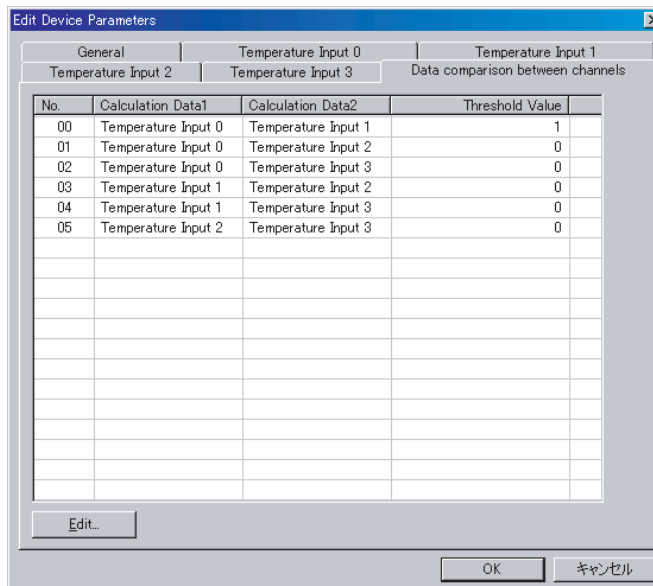 Edit Device Parameters
General Temperature Input 0 Temperature Input 1
Temperature Input 2 Temperature Input 3 Data comparison between channels
No. Calculation Data1 Calculation Data2 Threshold Value
00 Temperature Input 0 Temperature Input 1 1
01 Temperature Input 0 Temperature Input 2 0
02 Temperature Input 0 Temperature Input 3 0
03 Temperature Input 1 Temperature Input 2 0
04 Temperature Input 1 Temperature Input 3 0
05 Temperature Input 2 Temperature Input 3 0
Edit...
OK キャンセル